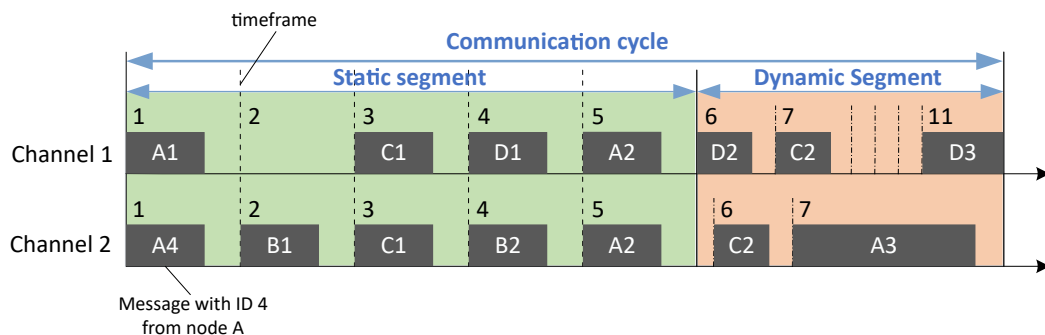 timeframe
Communication cycle
Static segment Dynamic Segment
1 2 3 4 5 6 7 11
Channel 1 A1 C1 D1 A2 D2 C2 D3
1 2 3 4 5 6 7
Channel 2 A4 B1 C1 B2 A2 C2 A3
Message with ID 4
from node A